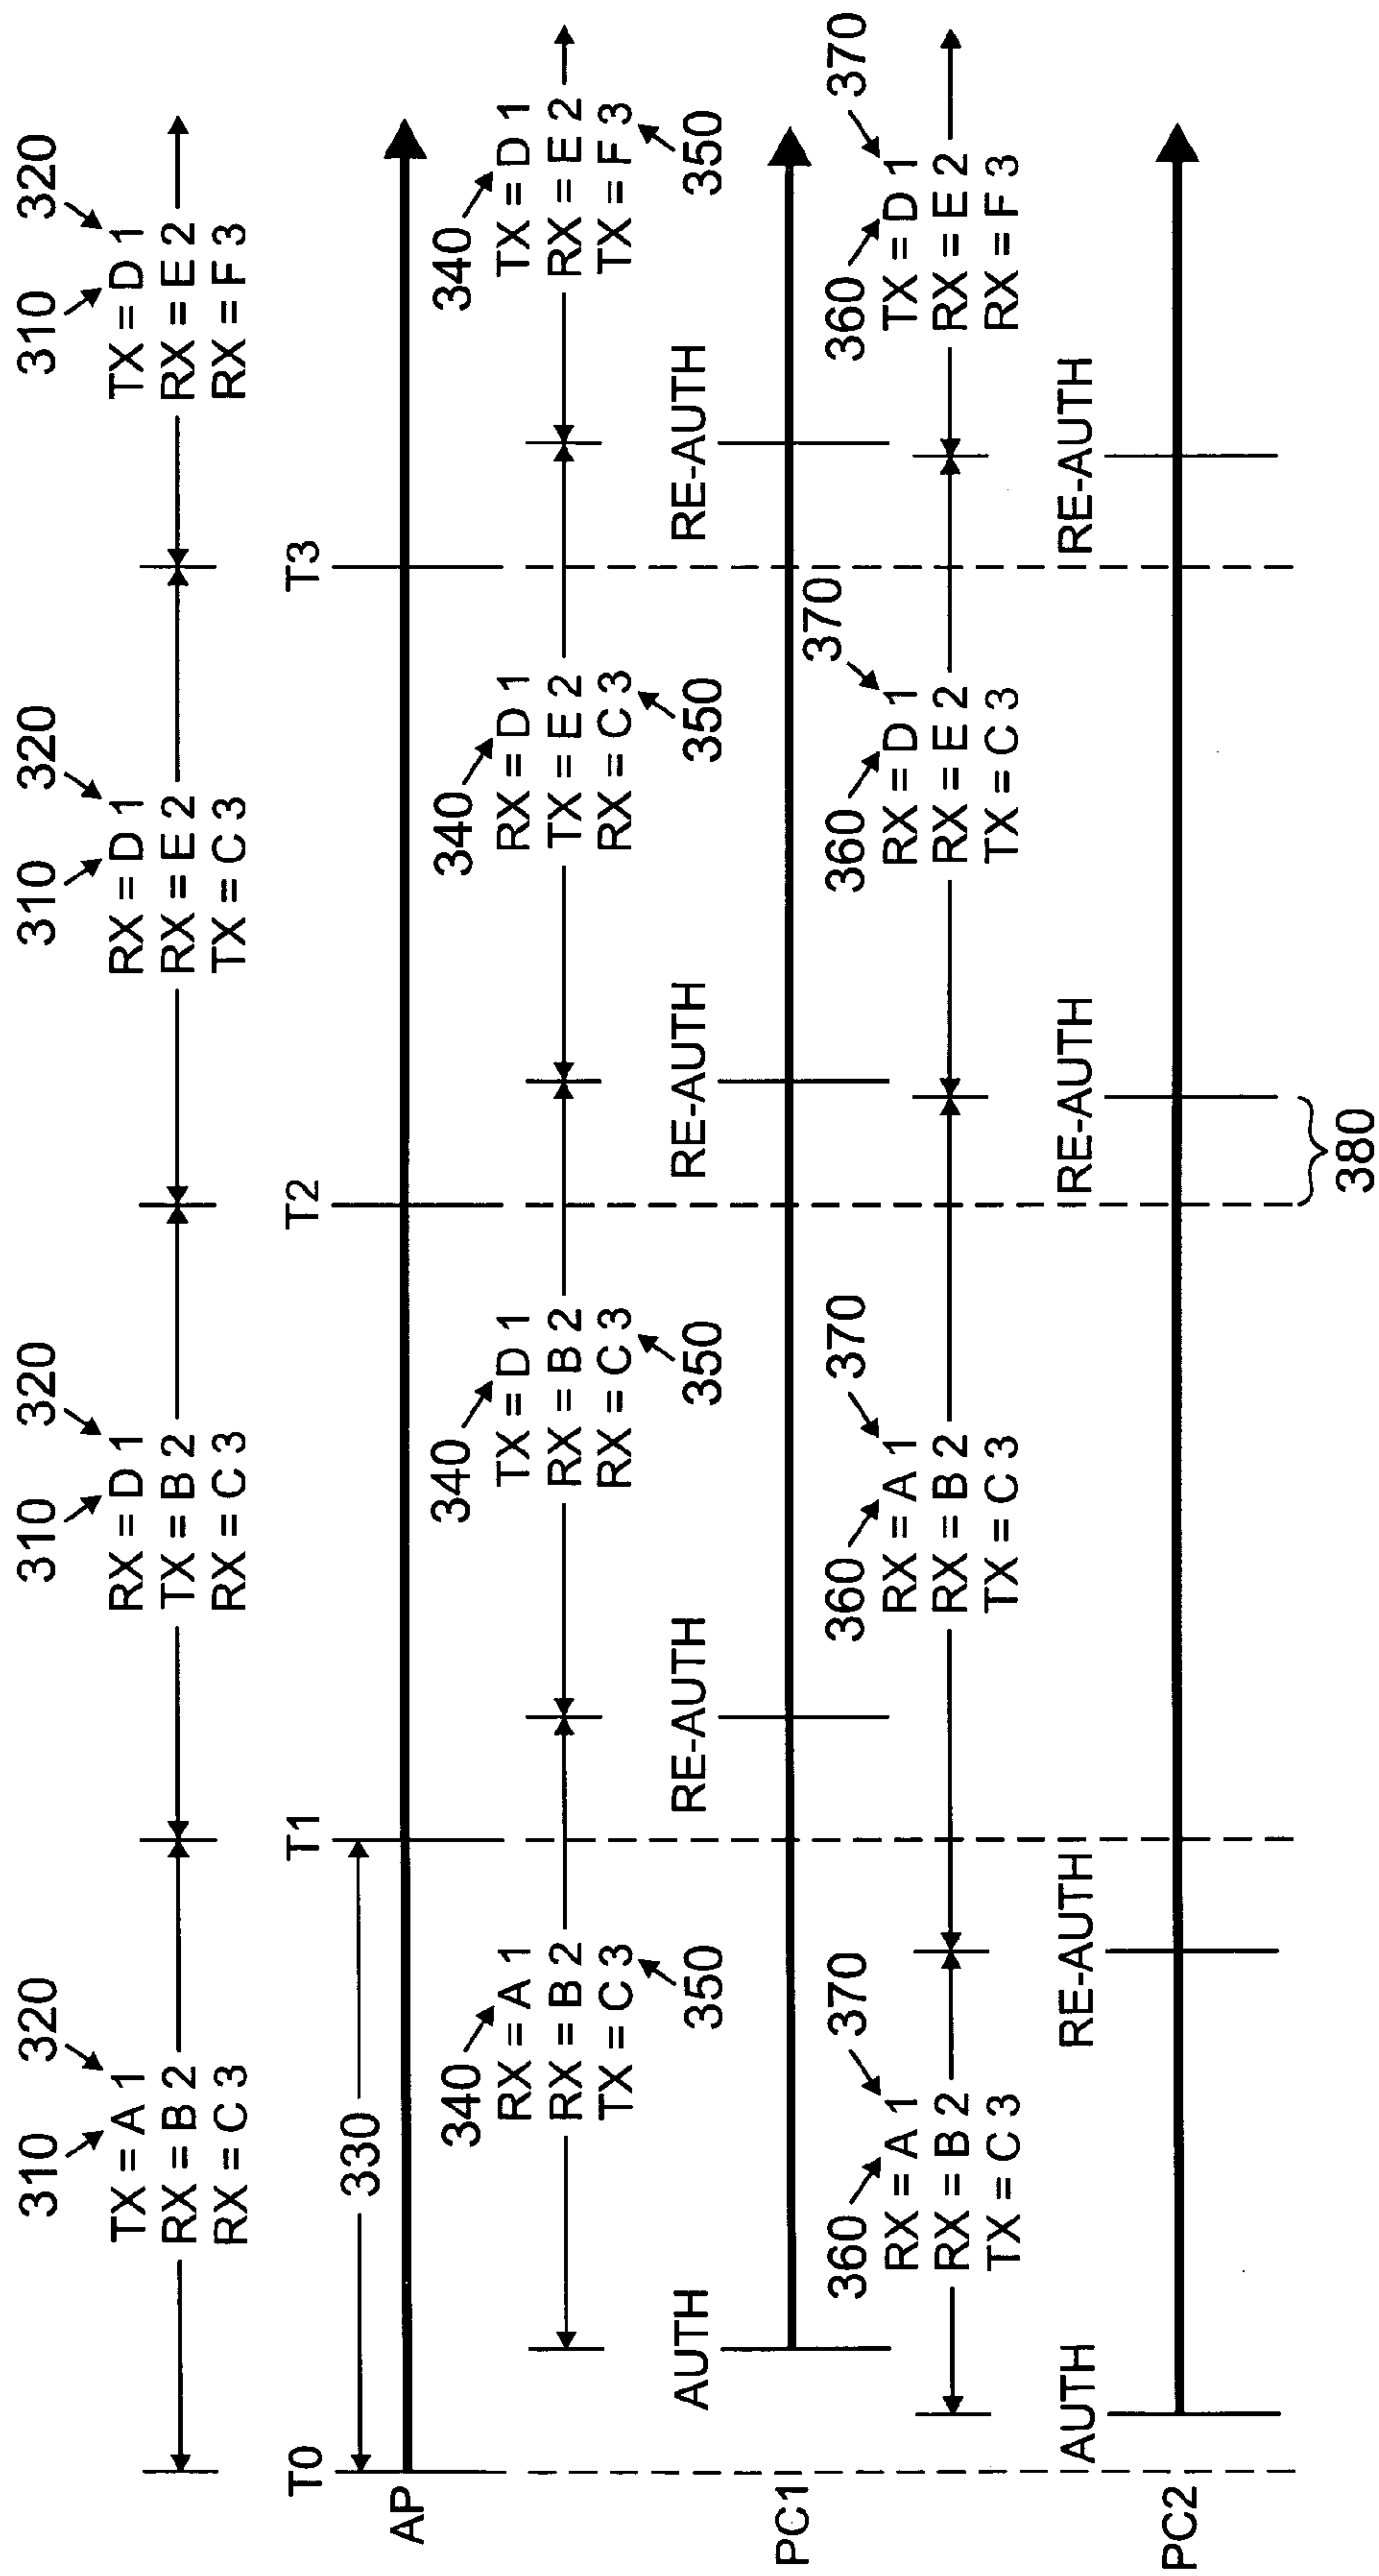 310 320 310 320 310 320 310 320
TX = A 1 RX = D 1 RX = D 1 TX = D 1
RX = B 2 TX = B 2 RX = E 2 RX = E 2
RX = C 3 RX = C 3 TX = C 3 RX = F 3
T0 T1 T2 T3
330
AP
340 340 340 340
RX = A 1 TX = D 1 RX = D 1 TX = D 1
RX = B 2 RX = B 2 TX = E 2 RX = E 2
TX = C 3 RX = C 3 RX = C 3 TX = F 3
350 350 350 350
AUTH RE-AUTH RE-AUTH RE-AUTH
PC1
360 370 360 370 360 370 360 370
RX = A 1 RX = A 1 RX = D 1 TX = D 1
RX = B 2 RX = B 2 RX = E 2 RX = E 2
TX = C 3 TX = C 3 TX = C 3 RX = F 3
AUTH RE-AUTH RE-AUTH RE-AUTH
PC2
380